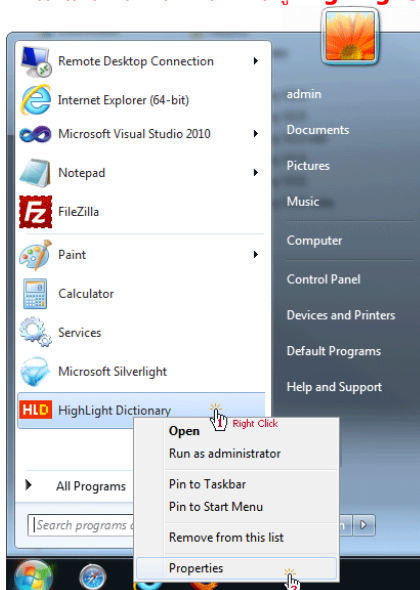 Remote Desktop Connection
Internet Explorer (64-bit)
Microsoft Visual Studio 2010
Notepad
FileZilla
Paint
Calculator
Services
Microsoft Silverlight
HLD HighLight Dictionary
All Programs
Search programs
admin
Documents
Pictures
Music
Computer
Control Panel
Devices and Printers
Default Programs
Help and Support
1 Right Click
Open
Run as administrator
Pin to Taskbar
Pin to Start Menu
Remove from this list
Properties
2